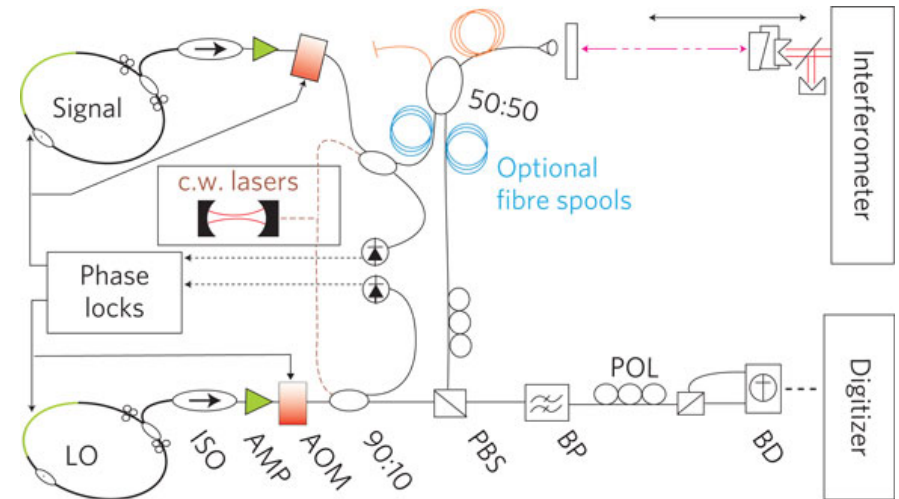 Signal
50:50
Interferometer
c.w. lasers
Optional
fibre spools
Phase
locks
POL
Digitizer
LO
ISO
AMP
AOM
90:10
PBS
BP
BD